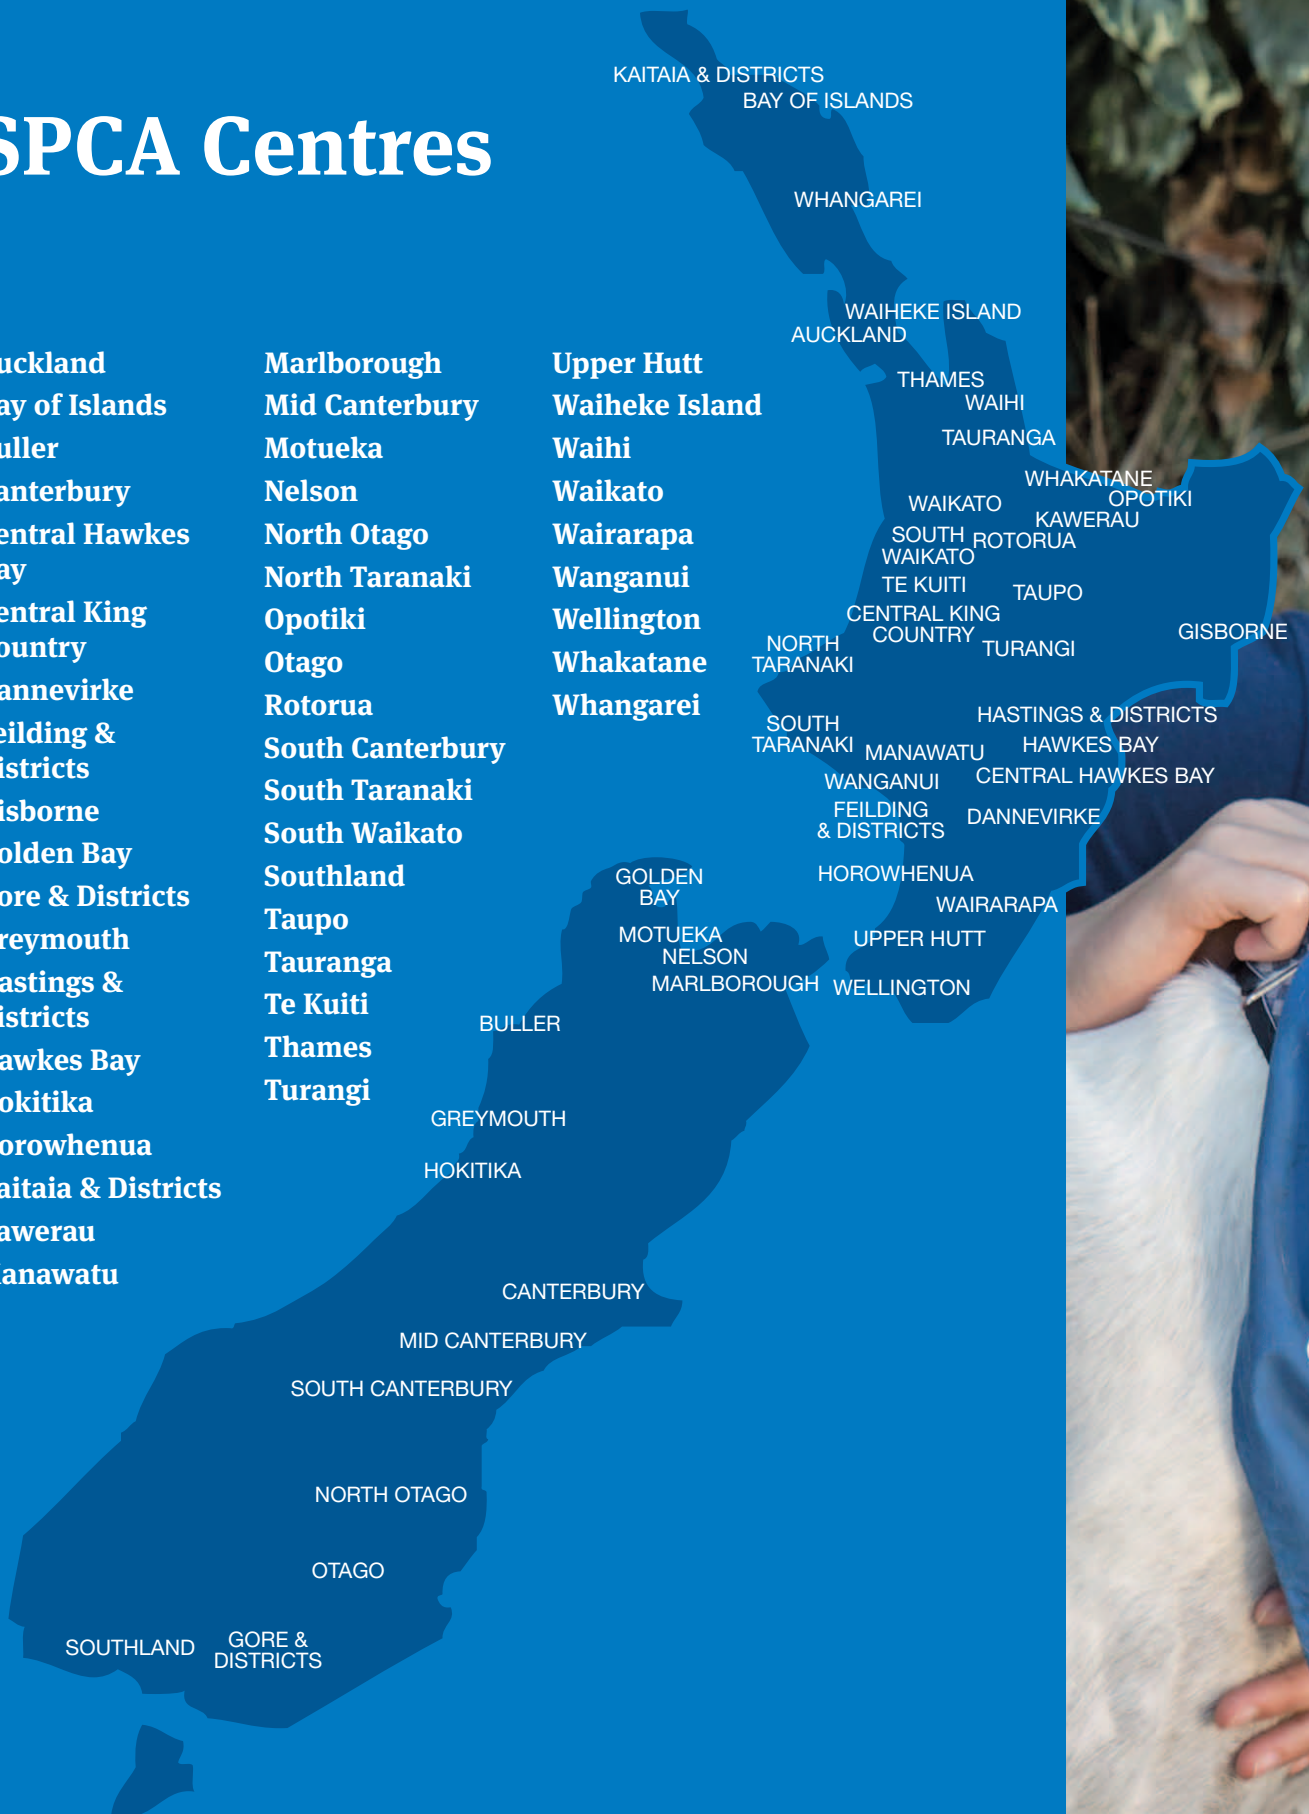 SPCA Centres
uckland
ay of Islands
uller
anterbury
entral Hawkes
ay
entral King
ountry
annevirke
eilding &
istricts
isborne
olden Bay
ore & Districts
reymouth
astings &
istricts
awkes Bay
okitika
orowhenua
aitaia & Districts
awerau
anawatu
Marlborough
Mid Canterbury
Motueka
Nelson
North Otago
North Taranaki
Opotiki
Otago
Rotorua
South Canterbury
South Taranaki
South Waikato
Southland
Taupo
Tauranga
Te Kuiti
Thames
Turangi
Upper Hutt
Waiheke Island
Waihi
Waikato
Wairarapa
Wanganui
Wellington
Whakatane
Whangarei
KAITAIA & DISTRICTS
BAY OF ISLANDS
WHANGAREI
WAIHEKE ISLAND
AUCKLAND
THAMES
WAIHI
TAURANGA
WHAKATANE
OPOTIKI
WAIKATO
KAWERAU
SOUTH
WAIKATO
ROTORUA
TE KUITI
TAUPO
CENTRAL KING
COUNTRY
GISBORNE
NORTH
TARANAKI
TURANGI
HASTINGS & DISTRICTS
SOUTH
TARANAKI
MANAWATU
HAWKES BAY
WANGANUI
CENTRAL HAWKES BAY
FEILDING
& DISTRICTS
DANNEVIRKE
HOROWHENUA
GOLDEN
BAY
WAIRARAPA
MOTUEKA
UPPER HUTT
NELSON
MARLBOROUGH
WELLINGTON
BULLER
GREYMOUTH
HOKITIKA
CANTERBURY
MID CANTERBURY
SOUTH CANTERBURY
NORTH OTAGO
OTAGO
SOUTHLAND
GORE &
DISTRICTS